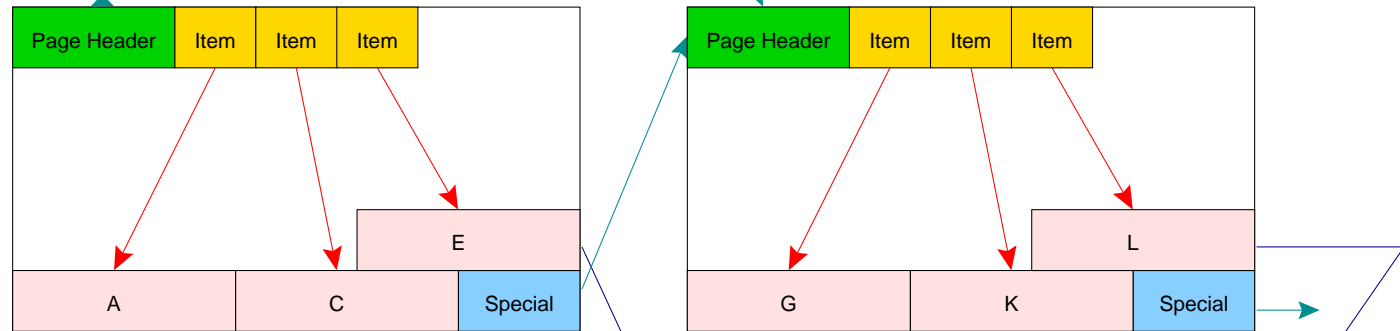 Page Header Item Item Item
E
A C Special
Page Header Item Item Item
L
G K Special